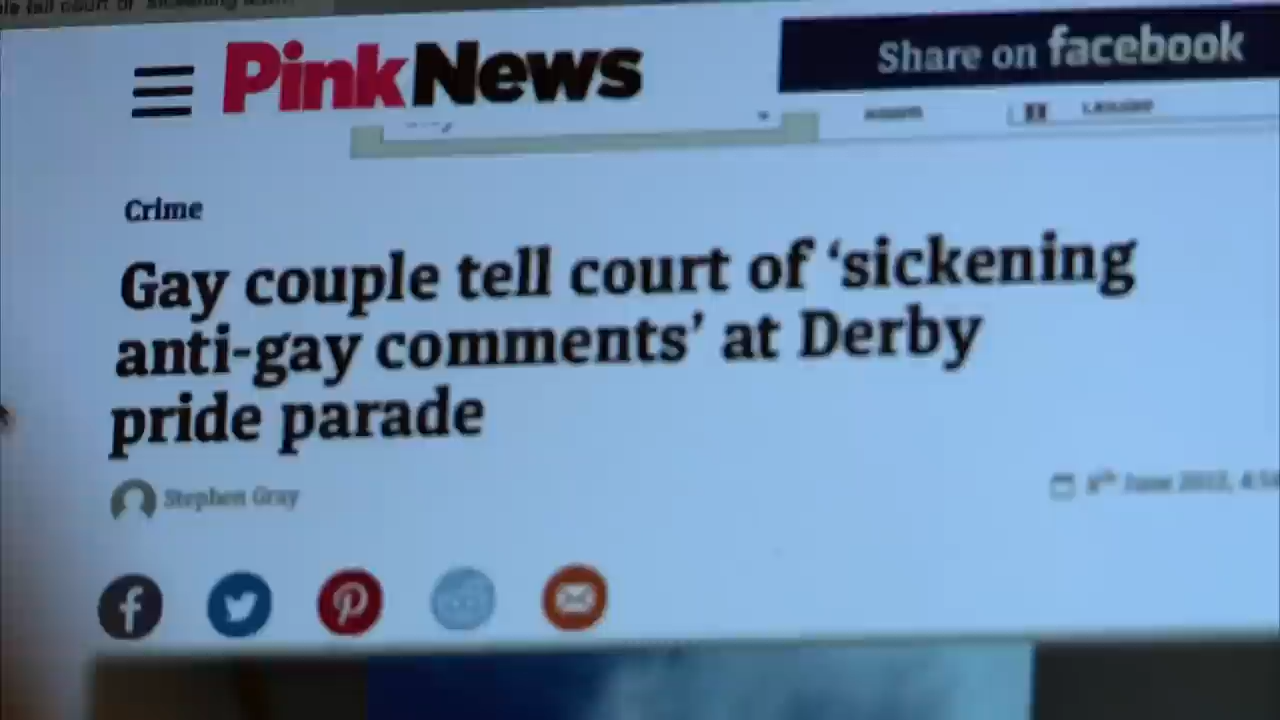 PinkNews
Share on facebook
Crime
Gay couple tell court of ‘sickening
anti-gay comments’ at Derby
pride parade
Stephen Gray
June